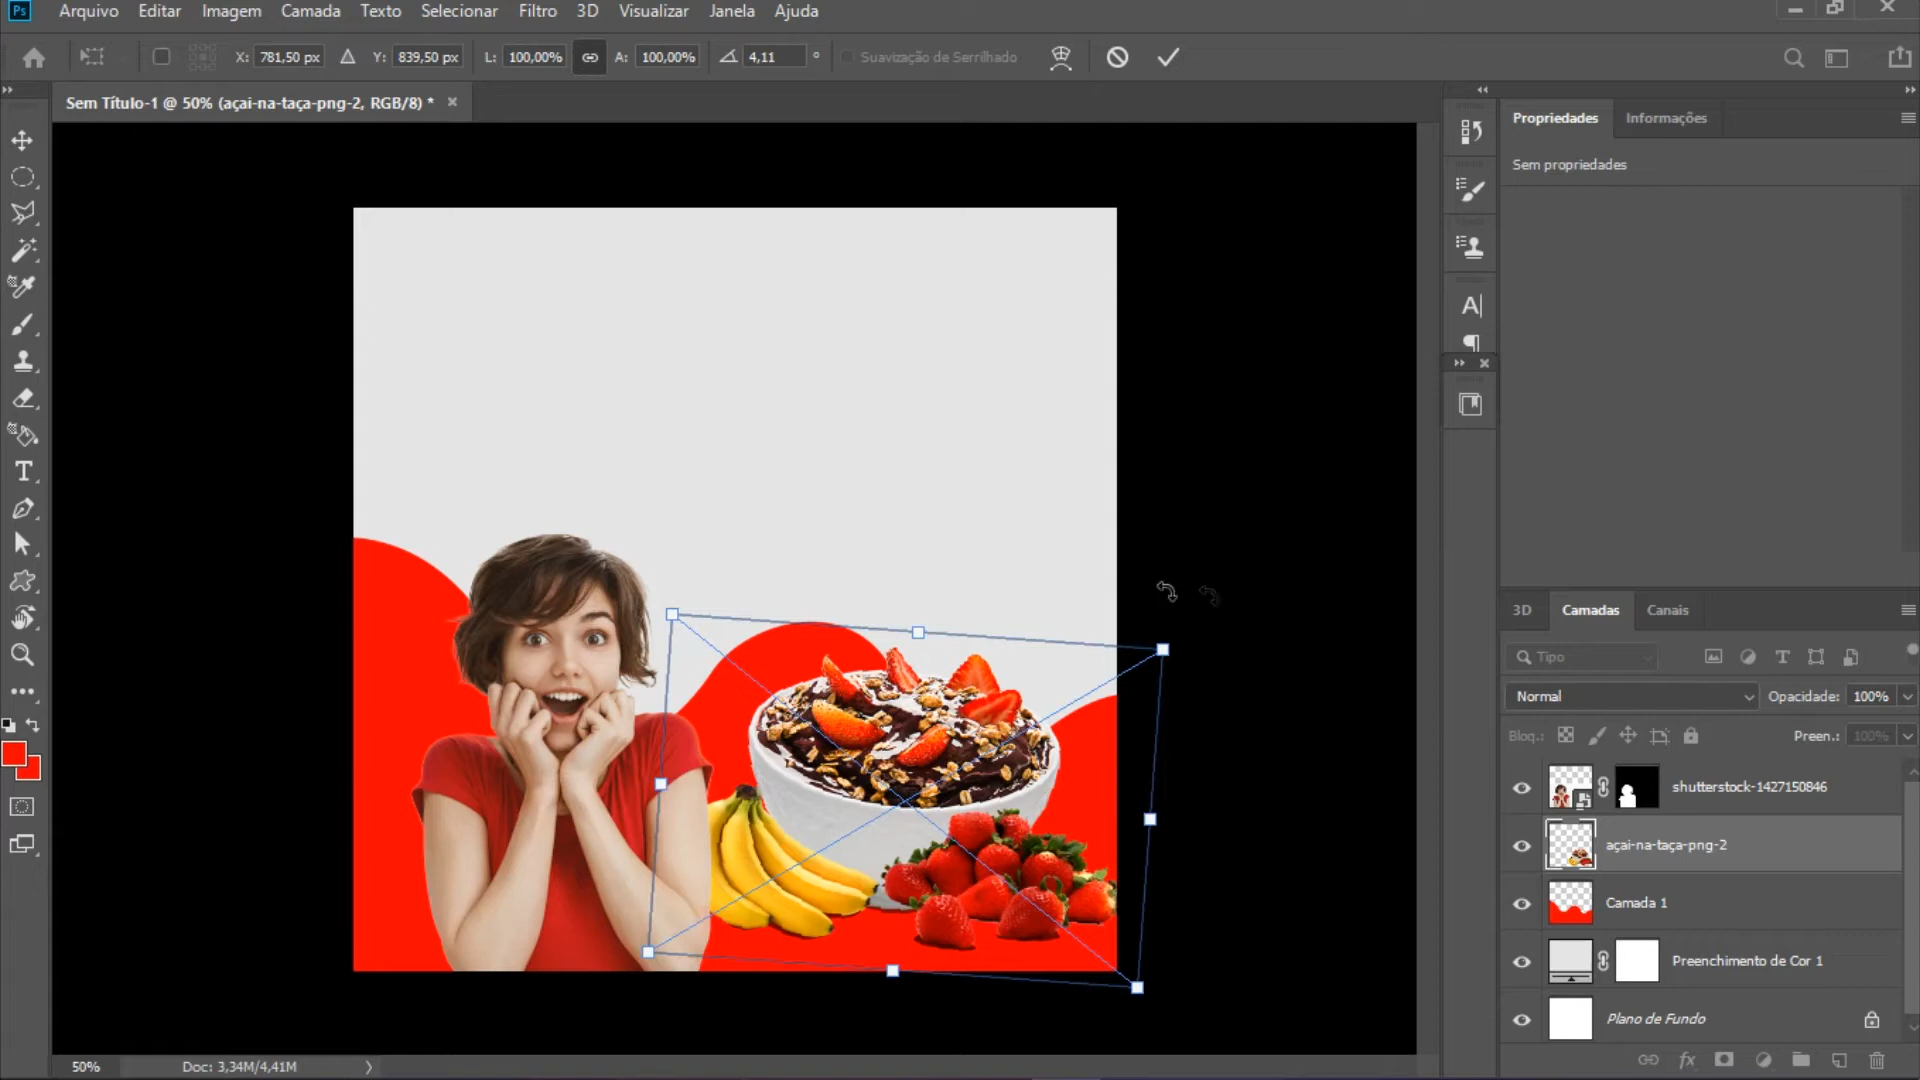 Ps Arquivo Editar Imagem Camada Texto Selecionar Filtro 3D Visualizar Janela Ajuda
X: 781,50 px Y: 839,50 px L: 100,00% A: 100,00% 4,11 ° Suavização de Serrilhado
Sem Título-1 @ 50% (açai-na-taça-png-2, RGB/8) *
Propriedades Informações
Sem propriedades
3D Camadas Canais
Tipo
Normal Opacidade: 100%
Bloq.: Preen.: 100%
shutterstock-1427150846
açai-na-taça-png-2
Camada 1
Preenchimento de Cor 1
Plano de Fundo
50% Doc: 3,34M/4,41M
fx